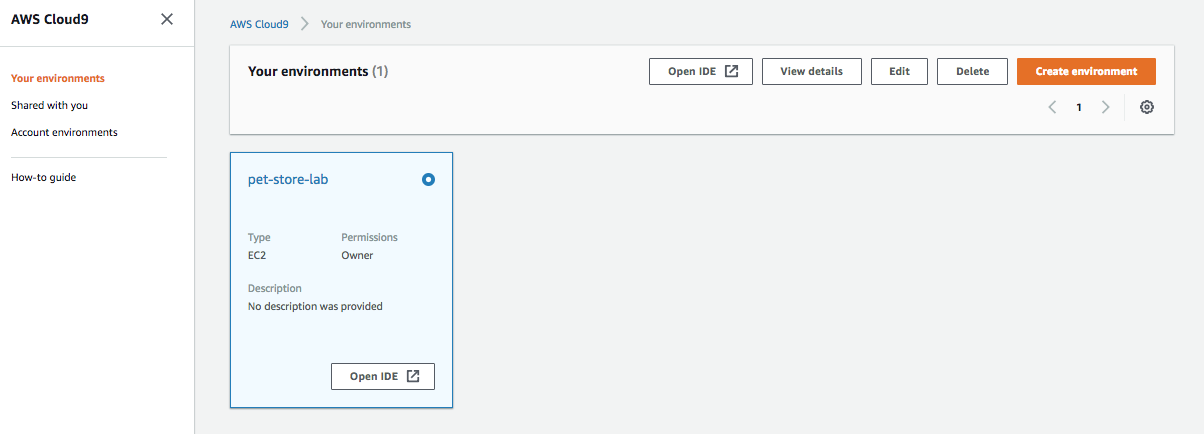 AWS Cloud9
Your environments
Shared with you
Account environments
How-to guide
AWS Cloud9 Your environments
Your environments (1)
Open IDE View details Edit Delete Create environment
1
pet-store-lab
Type Permissions
EC2 Owner
Description
No description was provided
Open IDE